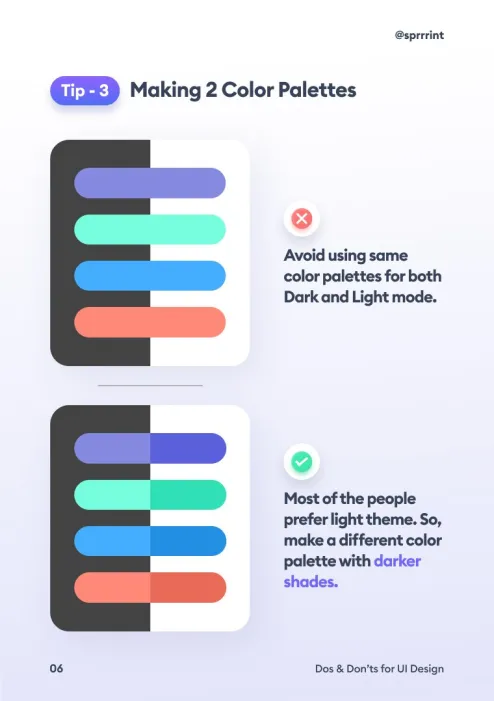 @sprrrint
Tip - 3 Making 2 Color Palettes
Avoid using same
color palettes for both
Dark and Light mode.
Most of the people
prefer light theme. So,
make a different color
palette with darker
shades.
06
Dos & Don'ts for UI Design